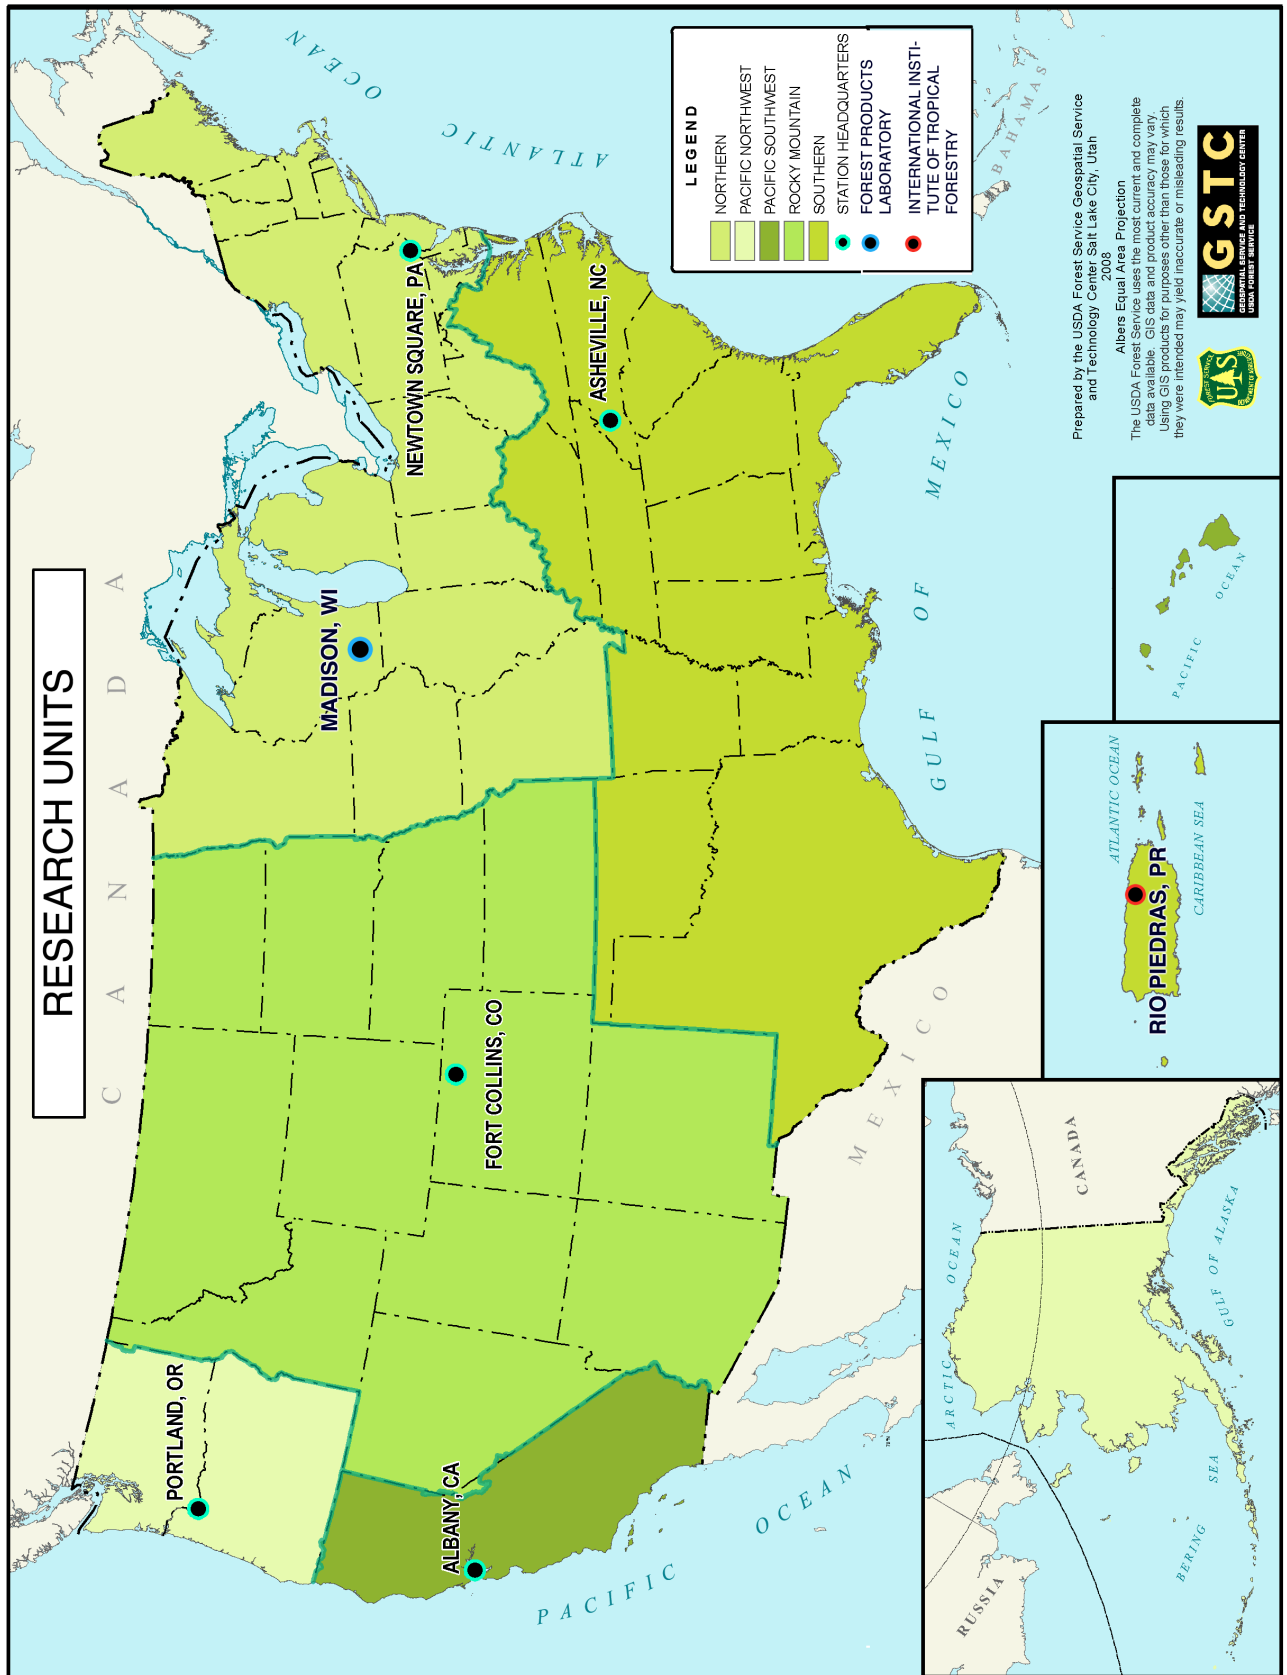 RESEARCH UNITS
C A N A D A
PORTLAND, OR
ALBANY, CA
FORT COLLINS, CO
MADISON, WI
NEWTOWN SQUARE, PA
ASHEVILLE, NC
ATLANTIC
OCEAN
PACIFIC
OCEAN
MEXICO
GULF OF MEXICO
BAHAMAS
LEGEND
NORTHERN
PACIFIC NORTHWEST
PACIFIC SOUTHWEST
ROCKY MOUNTAIN
SOUTHERN
STATION HEADQUARTERS
FOREST PRODUCTS
LABORATORY
INTERNATIONAL INSTI-
TUTE OF TROPICAL
FORESTRY
ARCTIC OCEAN
RUSSIA
CANADA
BERING SEA
GULF OF ALASKA
ATLANTIC OCEAN
RIO PIEDRAS, PR
CARIBBEAN SEA
PACIFIC
OCEAN
Prepared by the USDA Forest Service Geospatial Service
and Technology Center Salt Lake City, Utah
2008
Albers Equal Area Projection
The USDA Forest Service uses the most current and complete
data available. GIS data and product accuracy may vary.
Using GIS products for purposes other than those for which
they were intended may yield inaccurate or misleading results.
FOREST SERVICE
UAS
DEPARTMENT OF AGRICULTURE
GSTC
GEOSPATIAL SERVICE AND TECHNOLOGY CENTER
USDA FOREST SERVICE